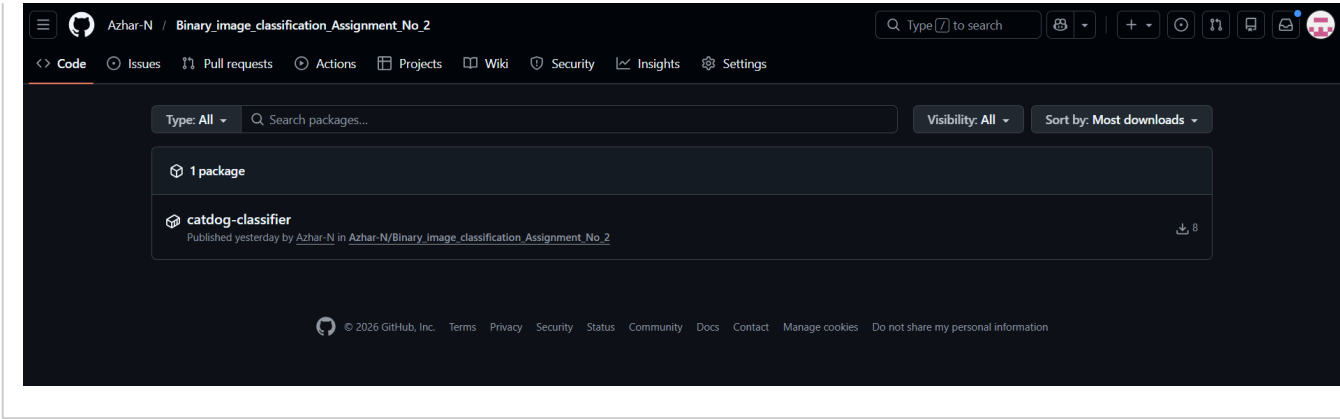 Azhar-N / Binary_image_classification_Assignment_No_2
Type / to search
Code Issues Pull requests Actions Projects Wiki Security Insights Settings
Type: All Search packages... Visibility: All Sort by: Most downloads
1 package
catdog-classifier
Published yesterday by Azhar-N in Azhar-N/Binary_image_classification_Assignment_No_2
8
© 2026 GitHub, Inc. Terms Privacy Security Status Community Docs Contact Manage cookies Do not share my personal information